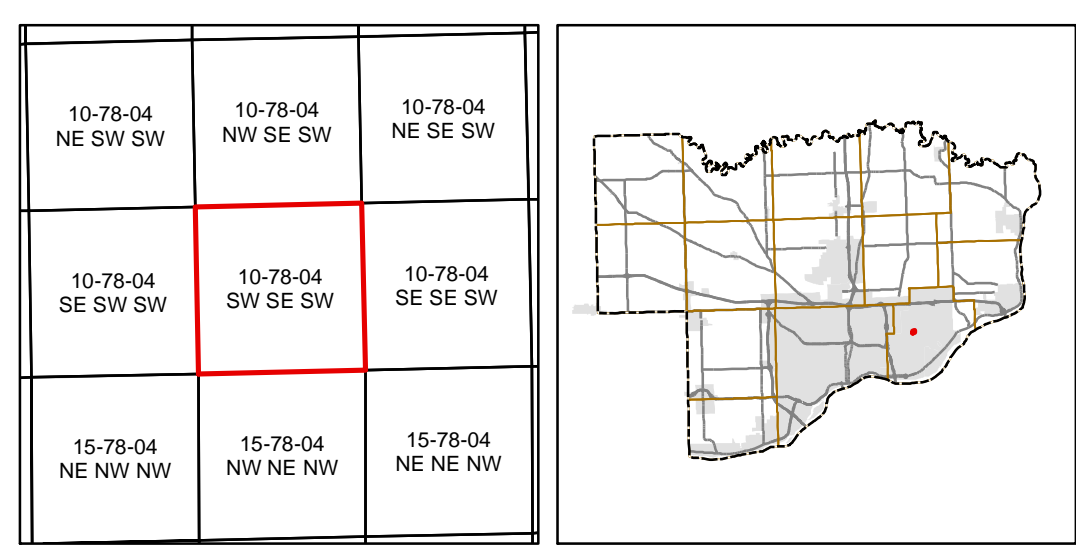 10-78-04
NE SW SW
10-78-04
NW SE SW
10-78-04
NE SE SW
10-78-04
SE SW SW
10-78-04
SW SE SW
10-78-04
SE SE SW
15-78-04
NE NW NW
15-78-04
NW NE NW
15-78-04
NE NE NW